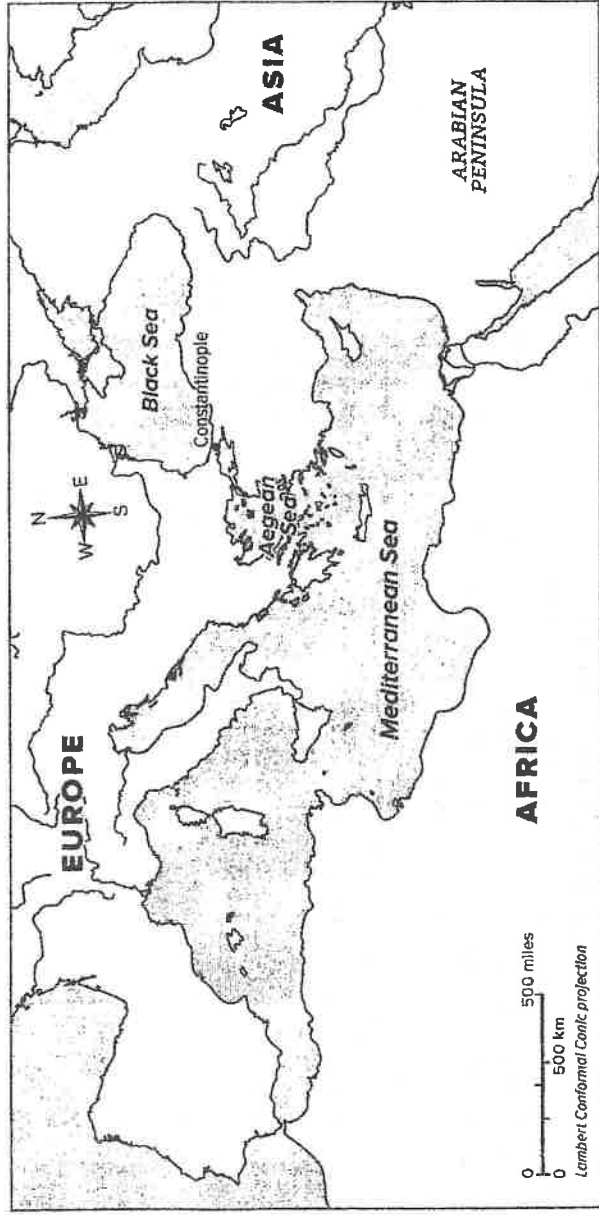 EUROPE
N
W E
S
Black Sea
Constantinople
ASIA
Aegean
Sea
Mediterranean Sea
ARABIAN
PENINSULA
AFRICA
0 500 miles
0 500 km
Lambert Conformal Conic projection